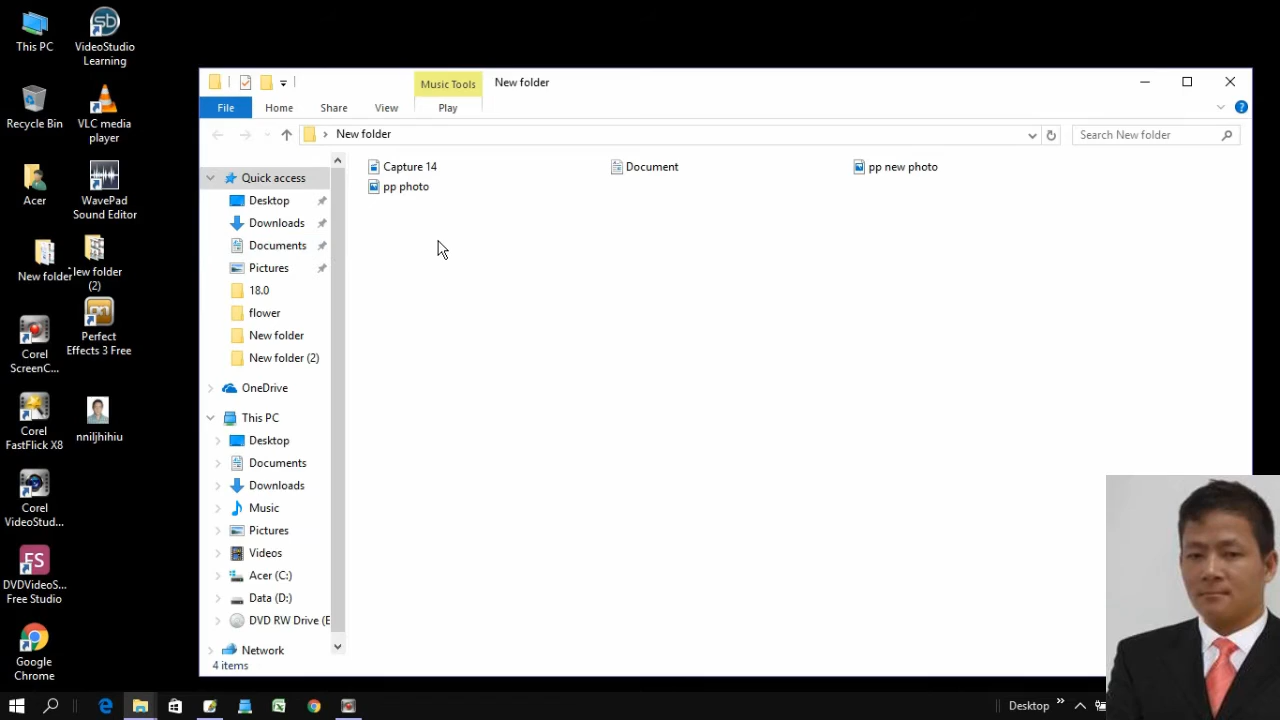 This PC
VideoStudio
Learning
Recycle Bin
VLC media
player
Acer
WavePad
Sound Editor
New folder
ew folder
(2)
Corel
ScreenC...
Perfect
Effects 3 Free
Corel
FastFlick X8
nniljhihiu
Corel
VideoStud...
FS
DVDVideoS...
Free Studio
Google
Chrome
Music Tools
New folder
File
Home
Share
View
Play
New folder
Search New folder
Quick access
Desktop
Downloads
Documents
Pictures
18.0
flower
New folder
New folder (2)
OneDrive
This PC
Desktop
Documents
Downloads
Music
Pictures
Videos
Acer (C:)
Data (D:)
DVD RW Drive (E
Network
4 items
Capture 14
Document
pp new photo
pp photo
Desktop